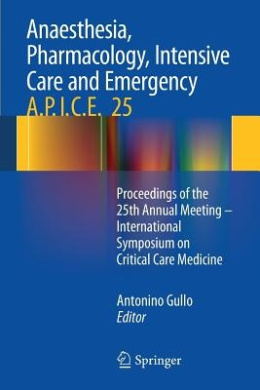 Anaesthesia,
Pharmacology, Intensive
Care and Emergency
A.P.I.C.E. 25
Proceedings of the
25th Annual Meeting –
International
Symposium on
Critical Care Medicine
Antonino Gullo
Editor
Springer